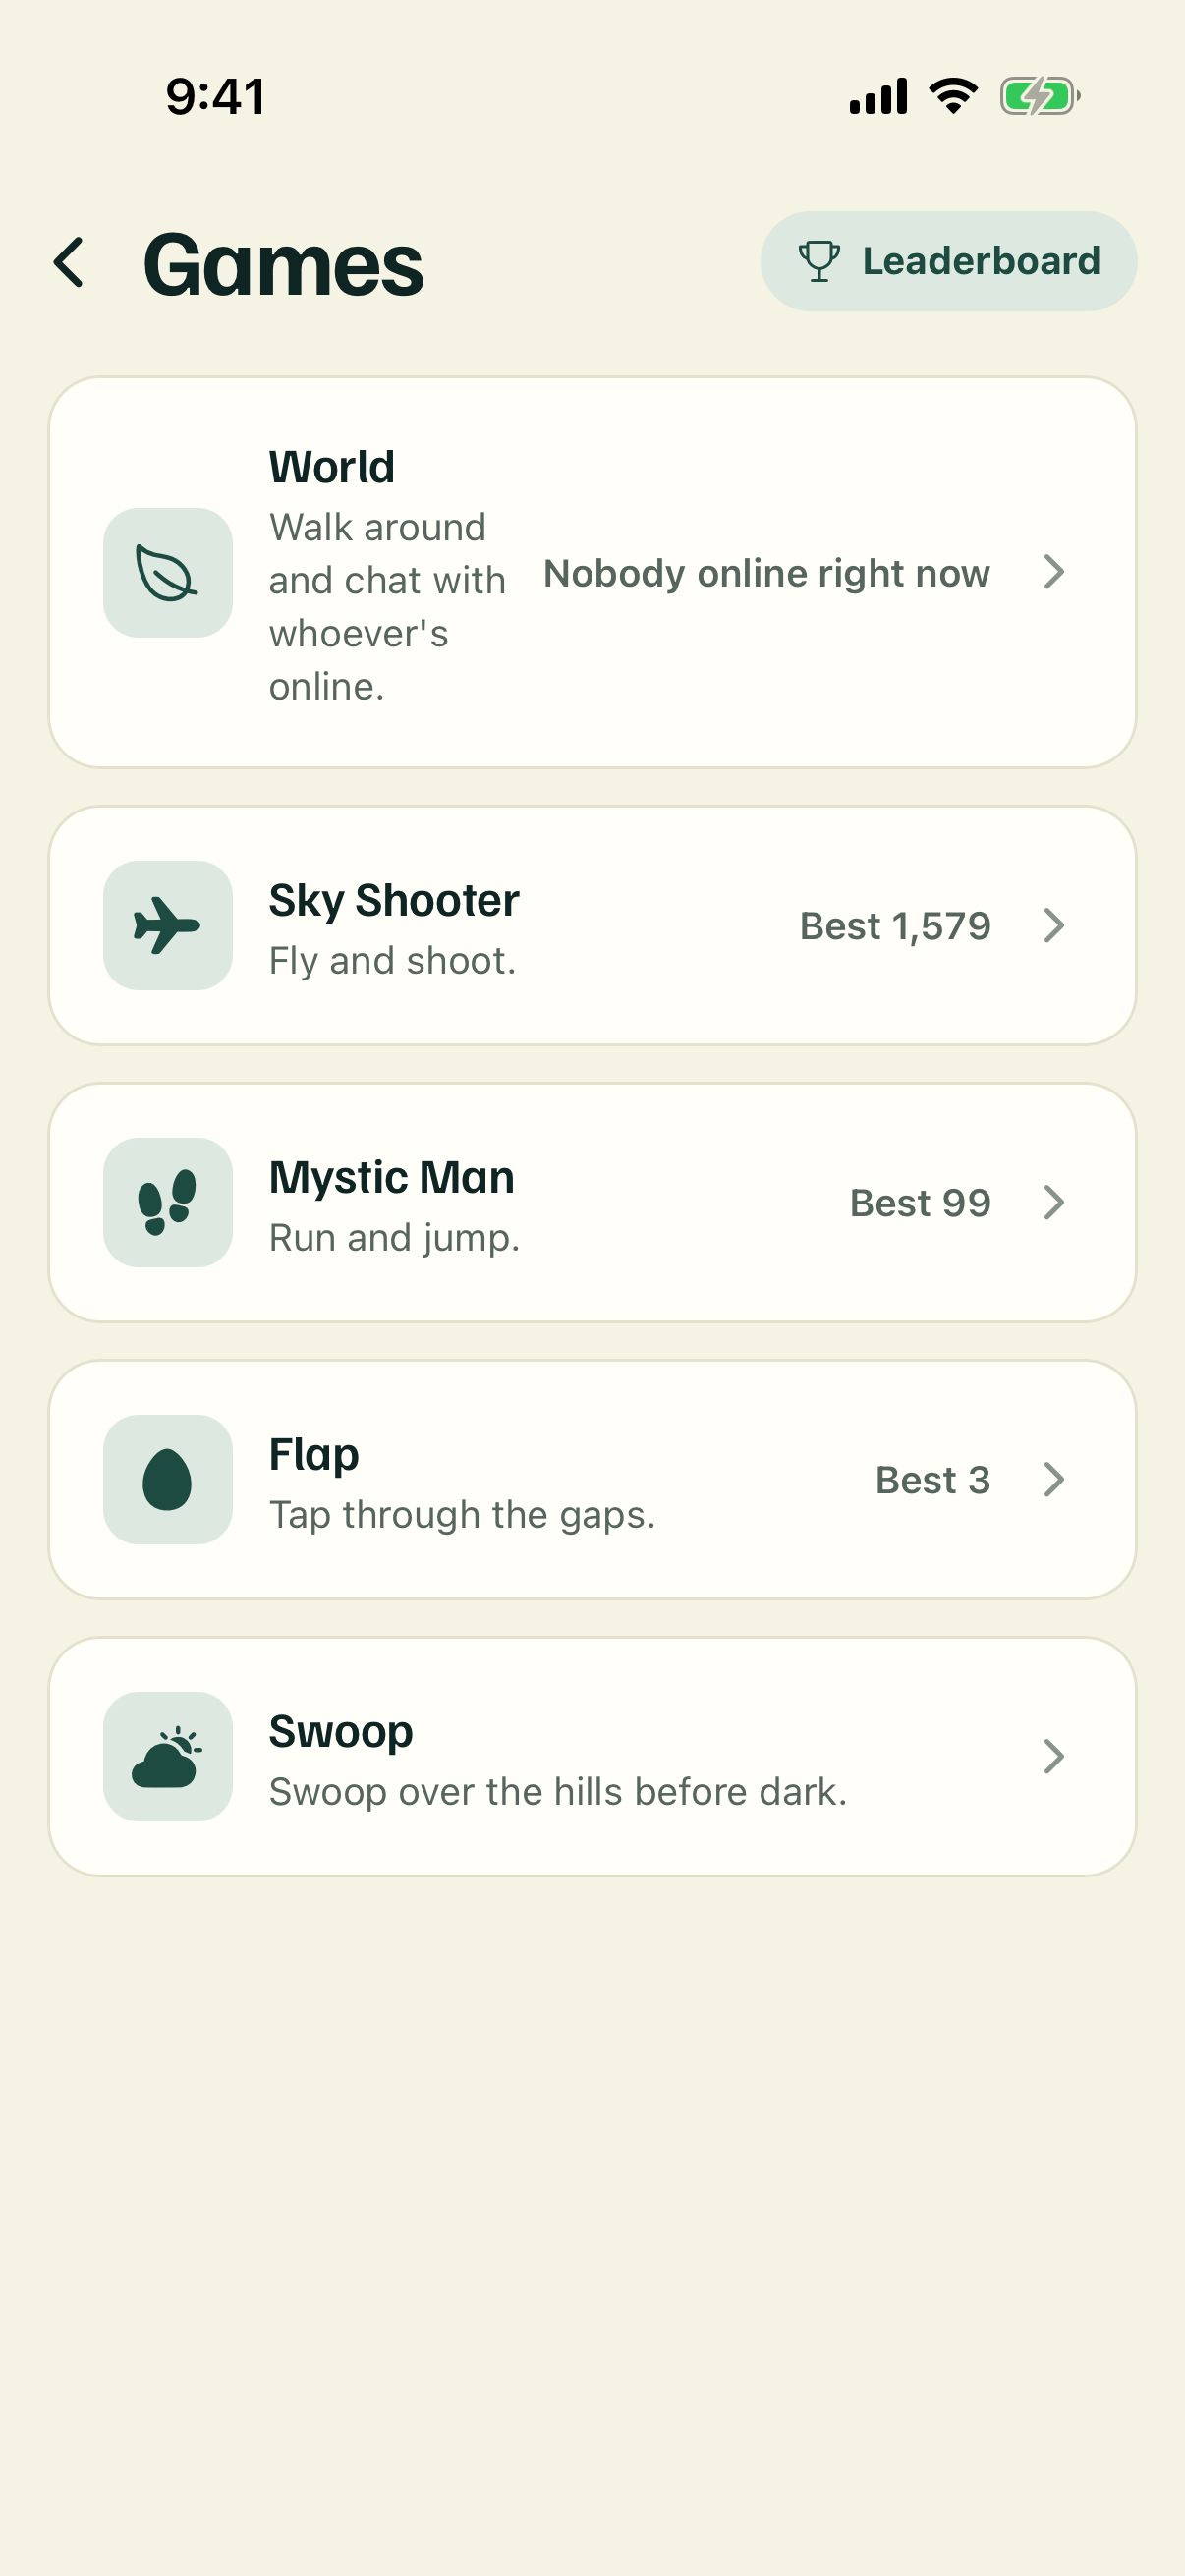 9:41
Games
Leaderboard
World
Walk around
and chat with
whoever's
online.
Nobody online right now
Sky Shooter
Fly and shoot.
Best 1,579
Mystic Man
Run and jump.
Best 99
Flap
Tap through the gaps.
Best 3
Swoop
Swoop over the hills before dark.